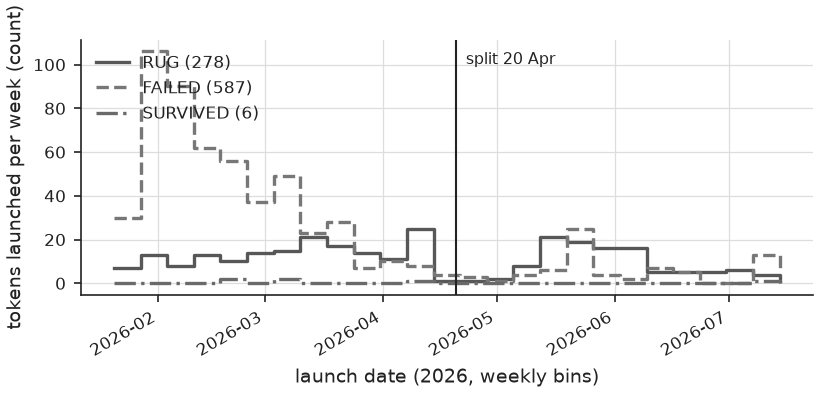 tokens launched per week (count)
100
80
60
40
20
0
RUG (278)
FAILED (587)
SURVIVED (6)
split 20 Apr
2026-02
2026-03
2026-04
2026-05
2026-06
2026-07
launch date (2026, weekly bins)